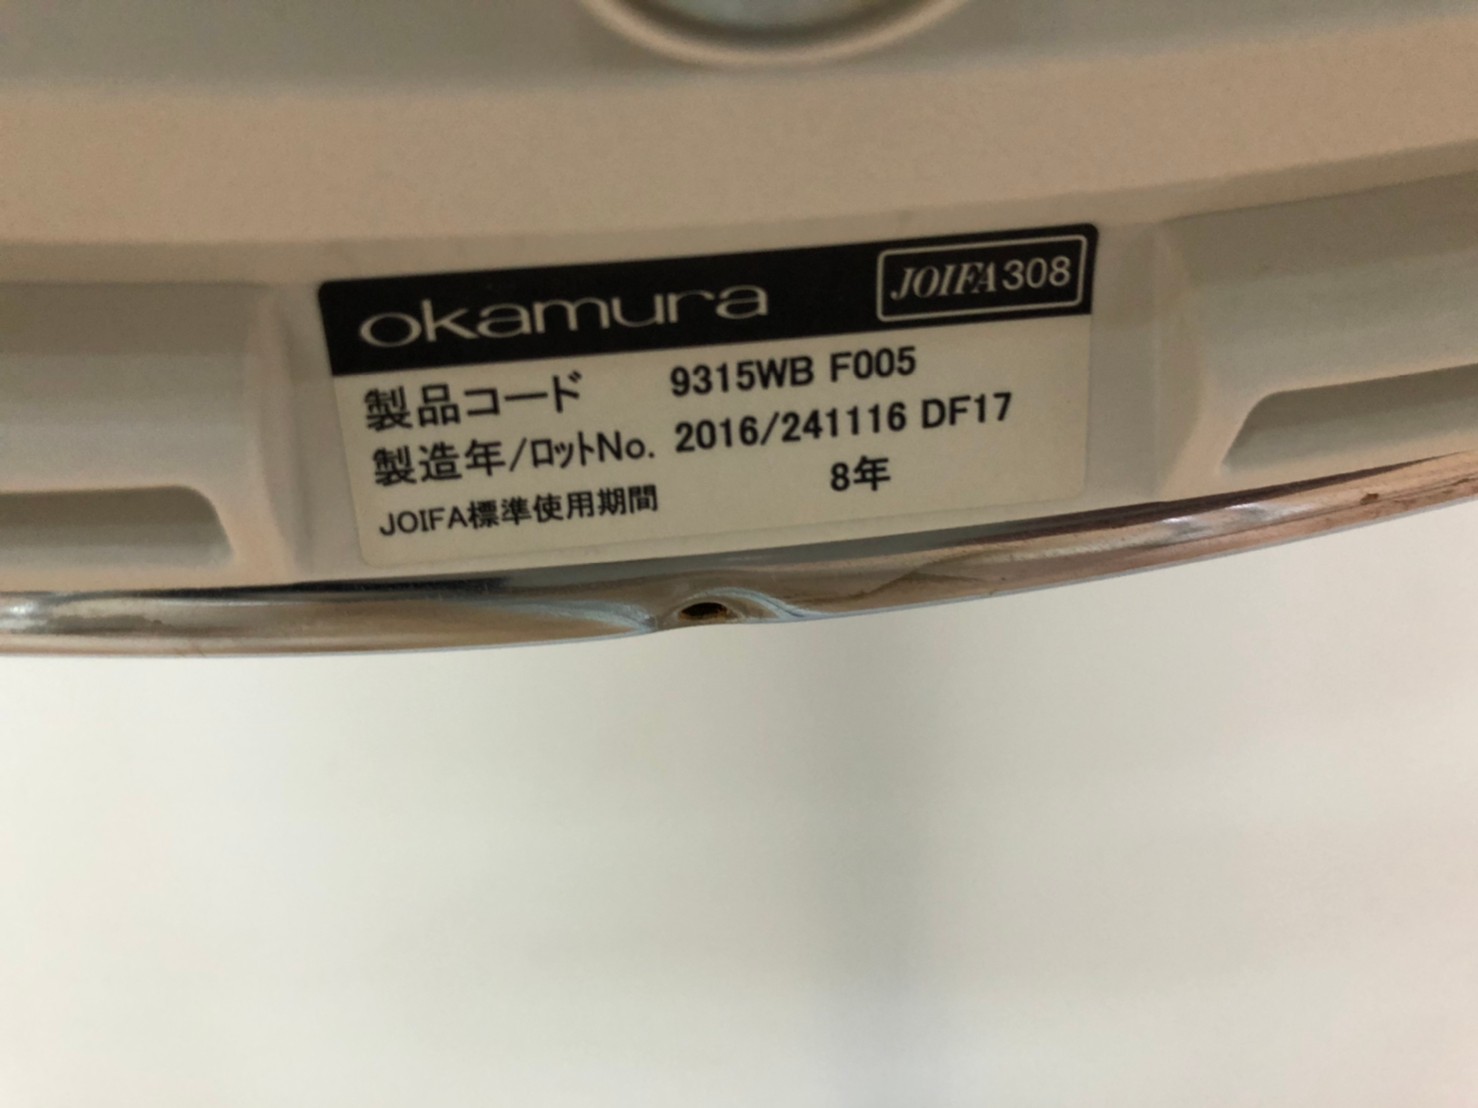 okamura JOIFA308
製品コード 9315WB F005
製造年/ロットNo. 2016/241116 DF17
JOIFA標準使用期間 8年